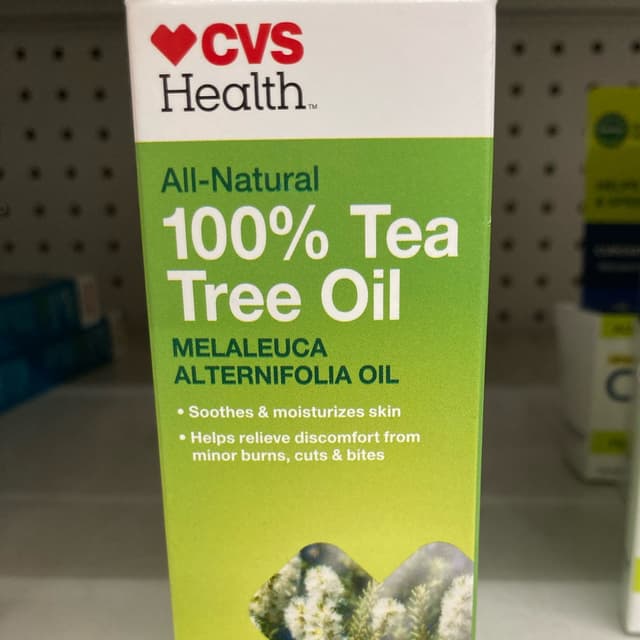 CVS
Health™
All-Natural
100% Tea
Tree Oil
MELALEUCA
ALTERNIFOLIA OIL
• Soothes & moisturizes skin
• Helps relieve discomfort from
minor burns, cuts & bites